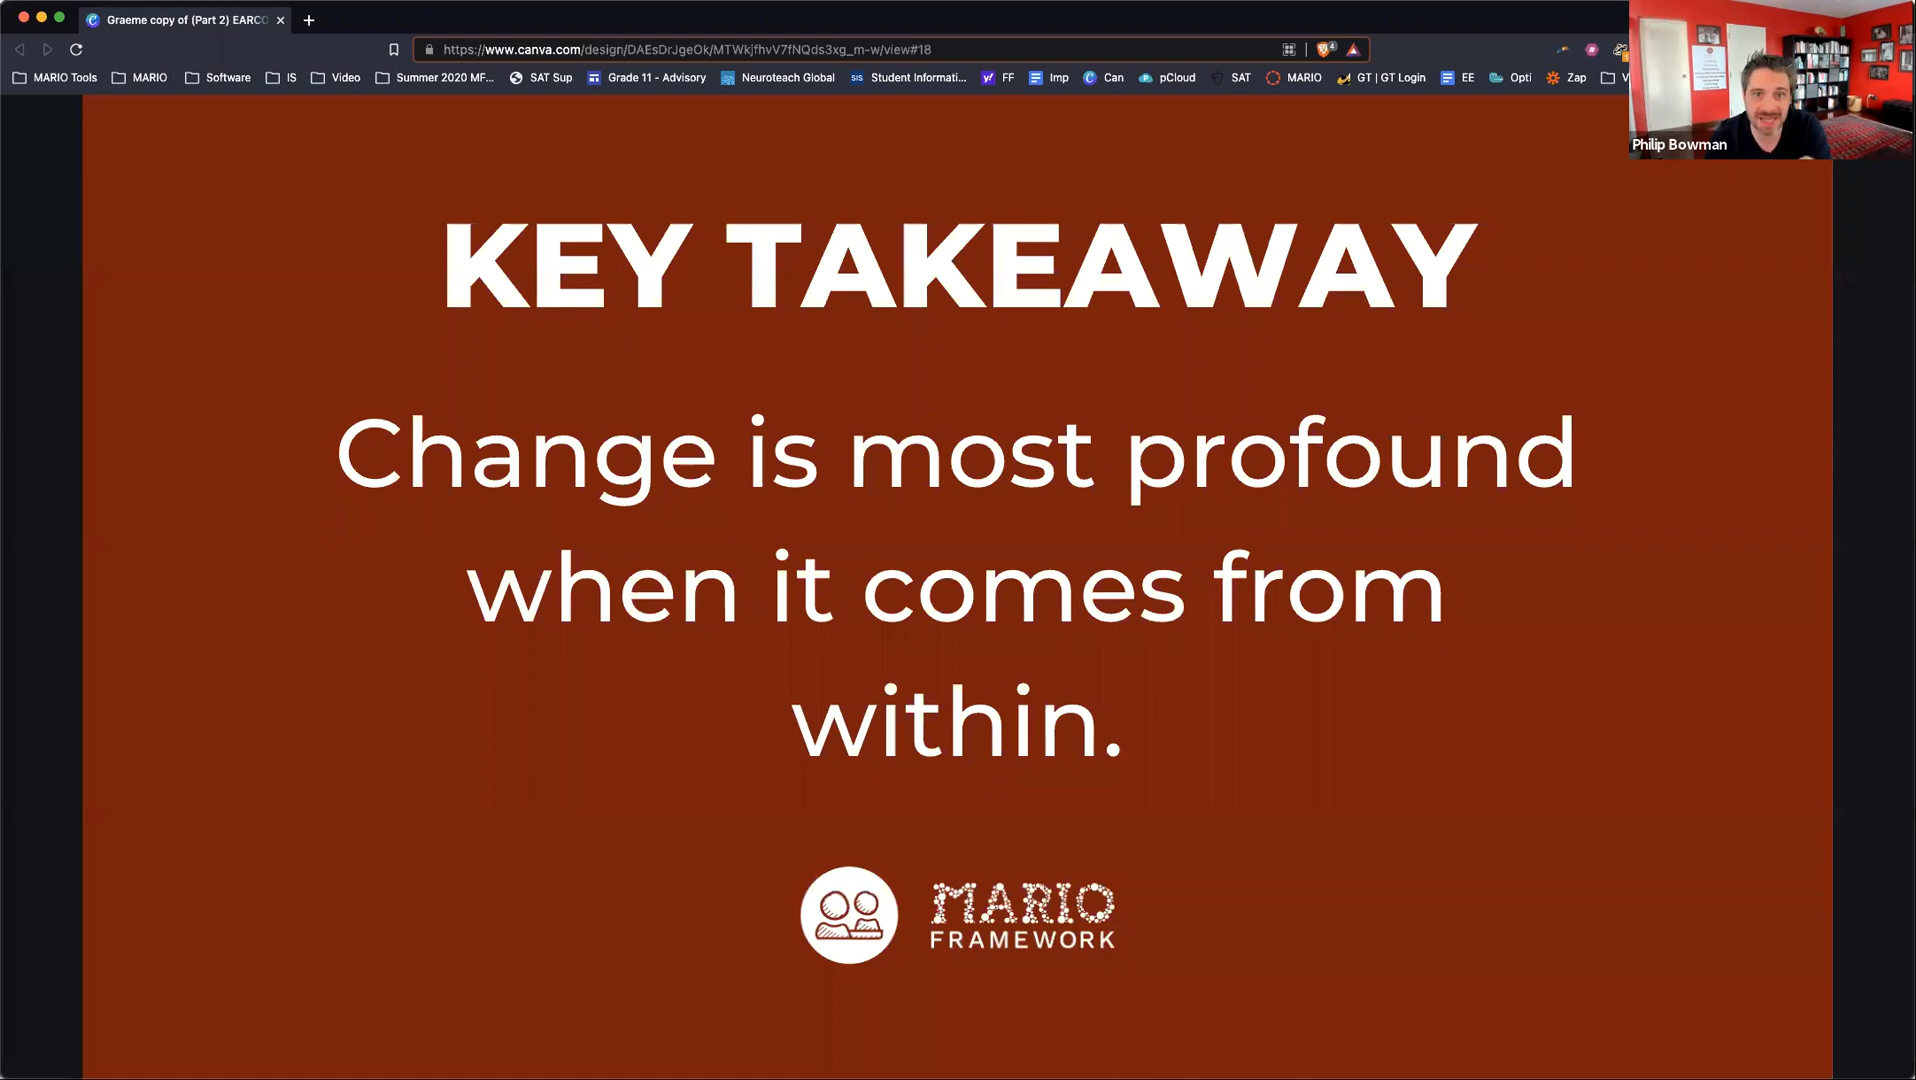 Graeme copy of (Part 2) EARCO
https://www.canva.com/design/DAEsDrJgeOk/MTWkjfhvV7fNQds3xg_m-w/view#18
MARIO Tools MARIO Software IS Video Summer 2020 MF... SAT Sup Grade 11 - Advisory Neuroteach Global SIS Student Informati... FF Imp Can pCloud SAT MARIO GT | GT Login EE Opti Zap V
Philip Bowman
KEY TAKEAWAY
Change is most profound
when it comes from
within.
MARIO
FRAMEWORK